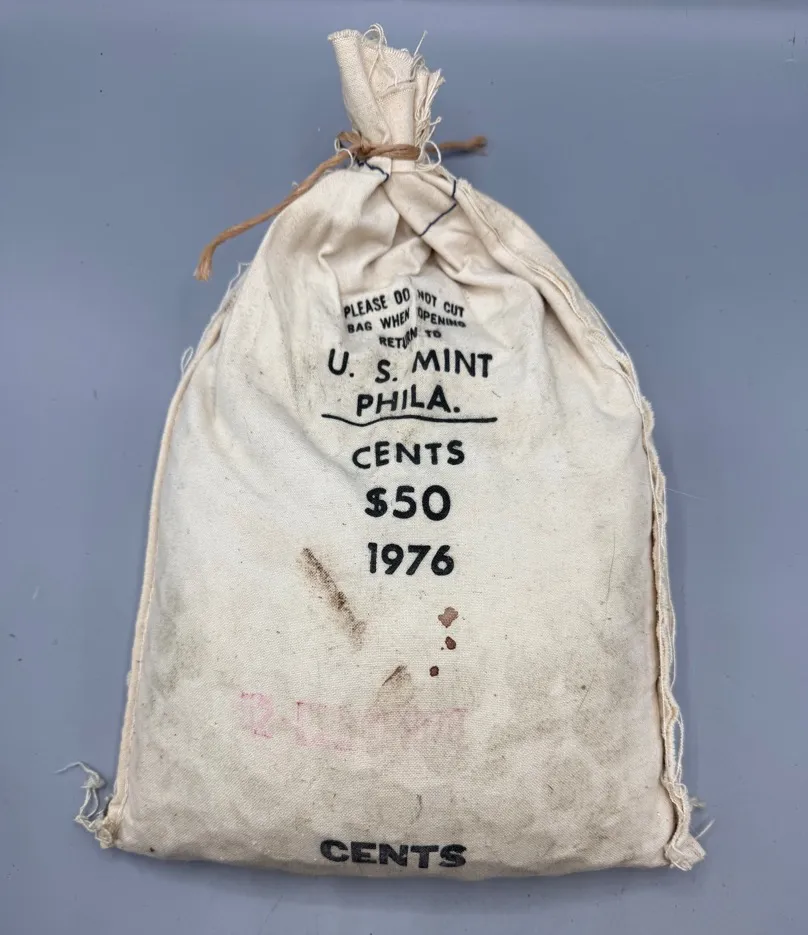 PLEASE DO NOT CUT
BAG WHEN OPENING
RETURN TO
U. S. MINT
PHILA.
CENTS
$50
1976
CENTS